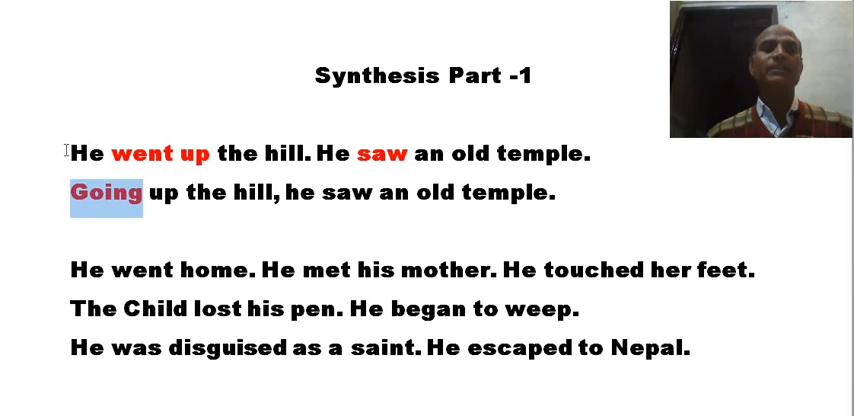 Synthesis Part -1
He went up the hill. He saw an old temple.
Going up the hill, he saw an old temple.
He went home. He met his mother. He touched her feet.
The Child lost his pen. He began to weep.
He was disguised as a saint. He escaped to Nepal.